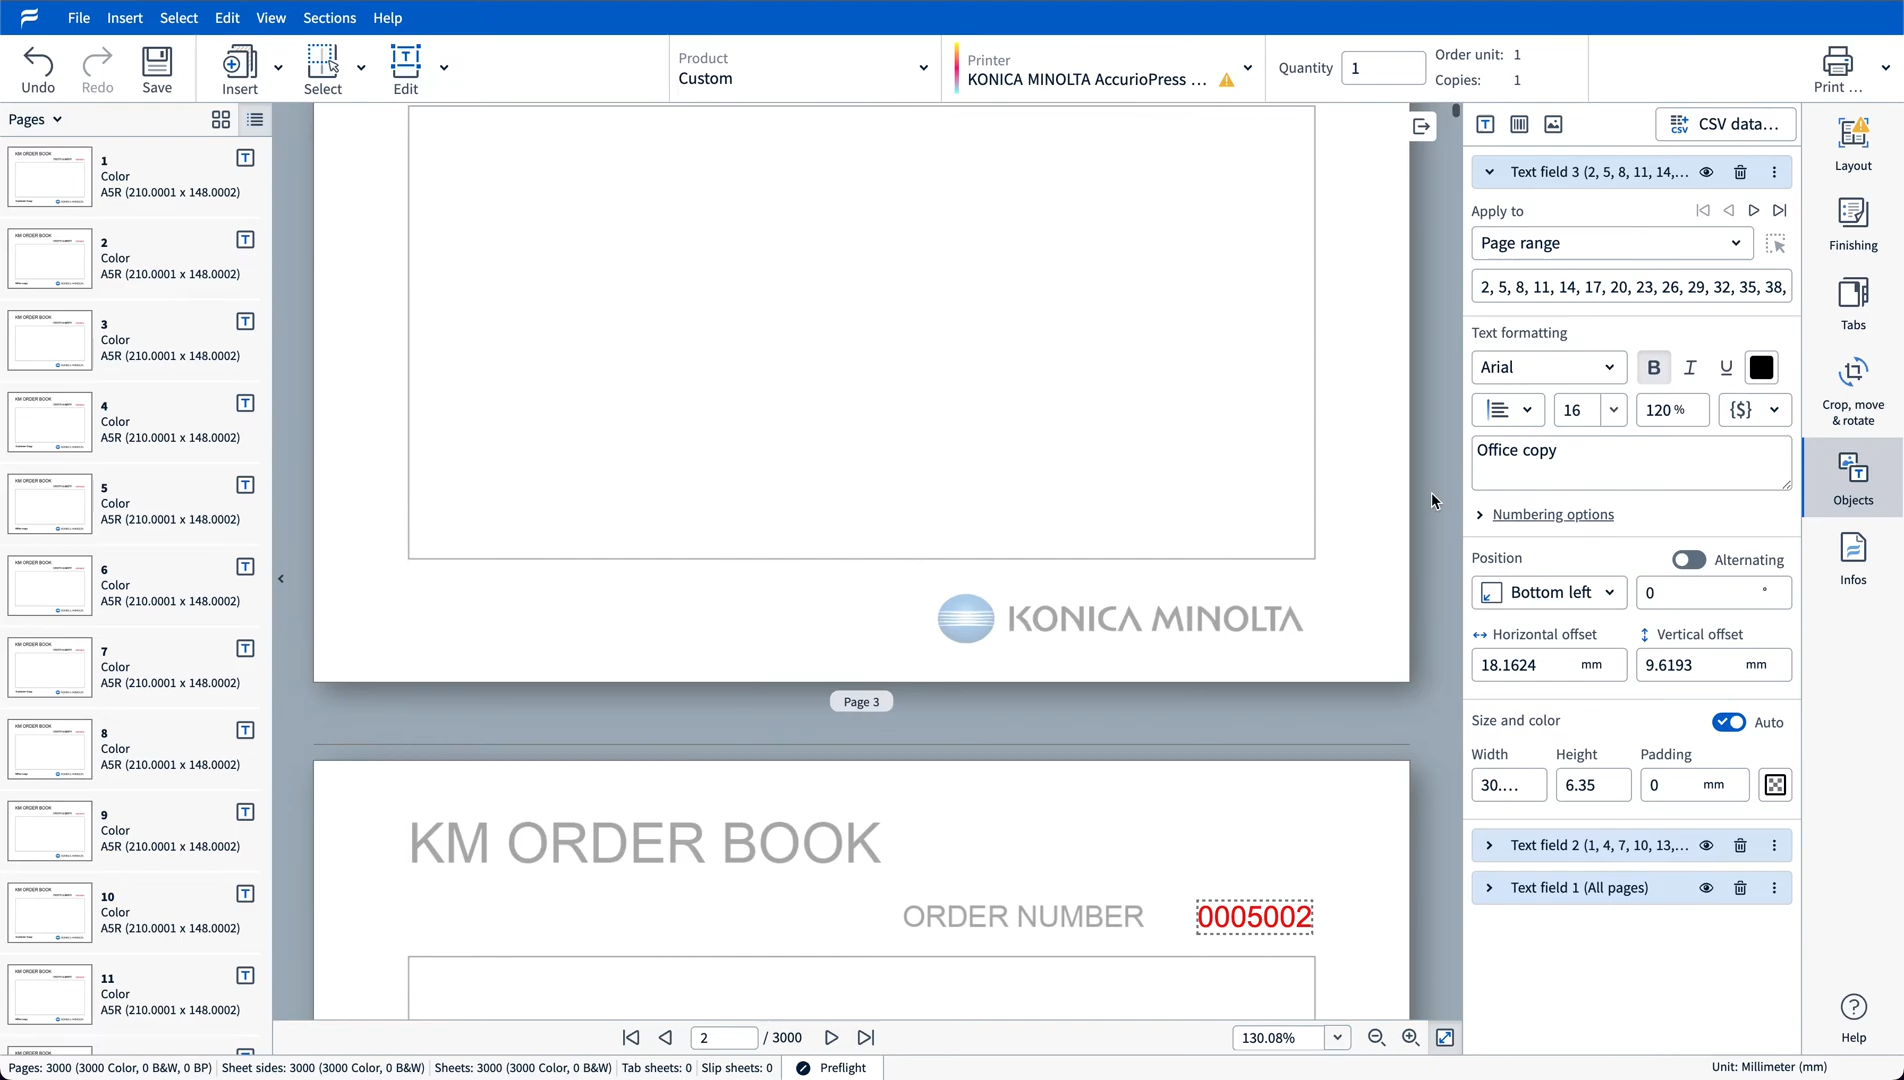 File Insert Select Edit View Sections Help
Undo Redo Save Insert Select Edit
Product
Custom
Printer
KONICA MINOLTA AccurioPress ...
Quantity 1
Order unit: 1
Copies: 1
Print ...
Pages
1
Color
A5R (210.0001 x 148.0002)
2
Color
A5R (210.0001 x 148.0002)
3
Color
A5R (210.0001 x 148.0002)
4
Color
A5R (210.0001 x 148.0002)
5
Color
A5R (210.0001 x 148.0002)
6
Color
A5R (210.0001 x 148.0002)
7
Color
A5R (210.0001 x 148.0002)
8
Color
A5R (210.0001 x 148.0002)
9
Color
A5R (210.0001 x 148.0002)
10
Color
A5R (210.0001 x 148.0002)
11
Color
A5R (210.0001 x 148.0002)
KONICA MINOLTA
Page 3
KM ORDER BOOK
ORDER NUMBER 0005002
2 / 3000
130.08%
CSV CSV data...
Text field 3 (2, 5, 8, 11, 14,...
Apply to
Page range
2, 5, 8, 11, 14, 17, 20, 23, 26, 29, 32, 35, 38,
Text formatting
Arial B I U
16 120 % {$}
Office copy
Numbering options
Position Alternating
Bottom left 0 °
Horizontal offset Vertical offset
18.1624 mm 9.6193 mm
Size and color Auto
Width Height Padding
30.... 6.35 0 mm
Text field 2 (1, 4, 7, 10, 13,...
Text field 1 (All pages)
Layout
Finishing
Tabs
Crop, move
& rotate
Objects
Infos
Help
Pages: 3000 (3000 Color, 0 B&W, 0 BP) Sheet sides: 3000 (3000 Color, 0 B&W) Sheets: 3000 (3000 Color, 0 B&W) Tab sheets: 0 Slip sheets: 0 Preflight Unit: Millimeter (mm)